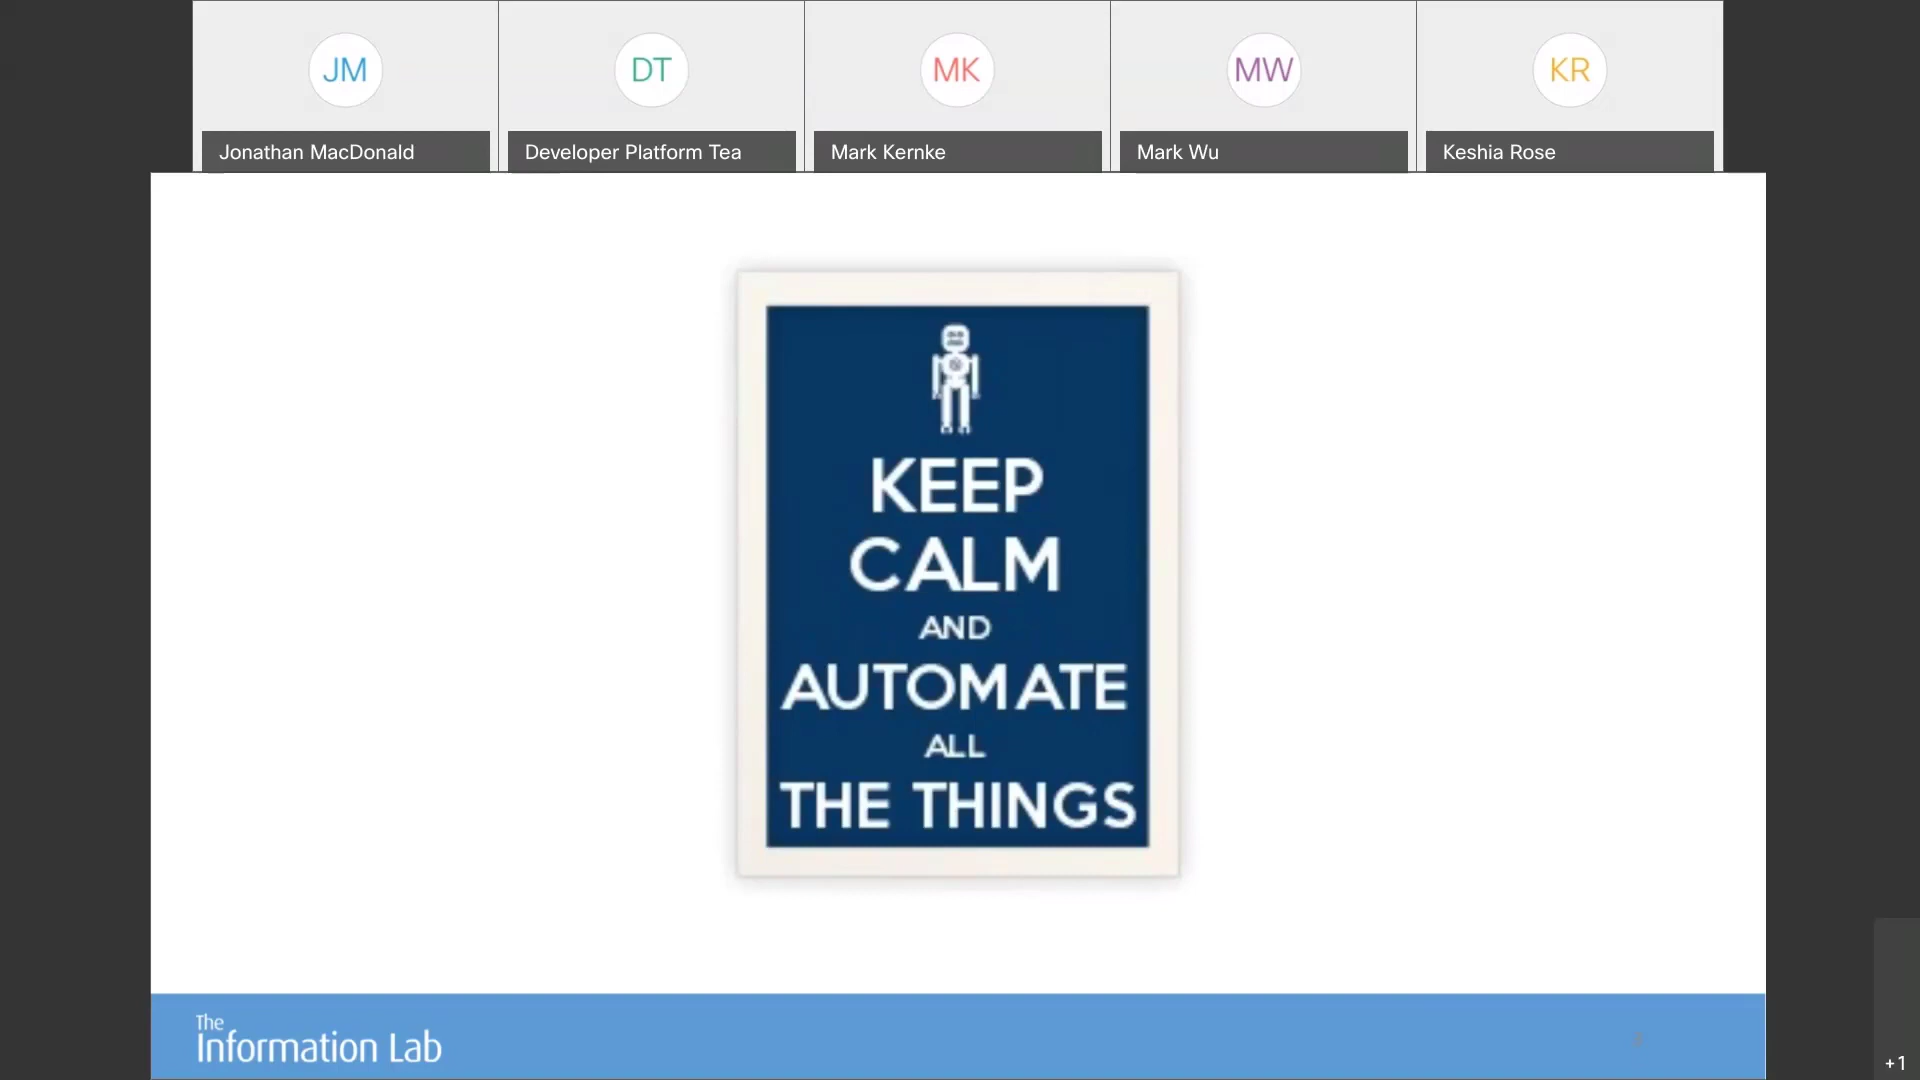 JM
DT
MK
MW
KR
Jonathan MacDonald
Developer Platform Tea
Mark Kernke
Mark Wu
Keshia Rose
KEEP
CALM
AND
AUTOMATE
ALL
THE THINGS
The
Information Lab
+1